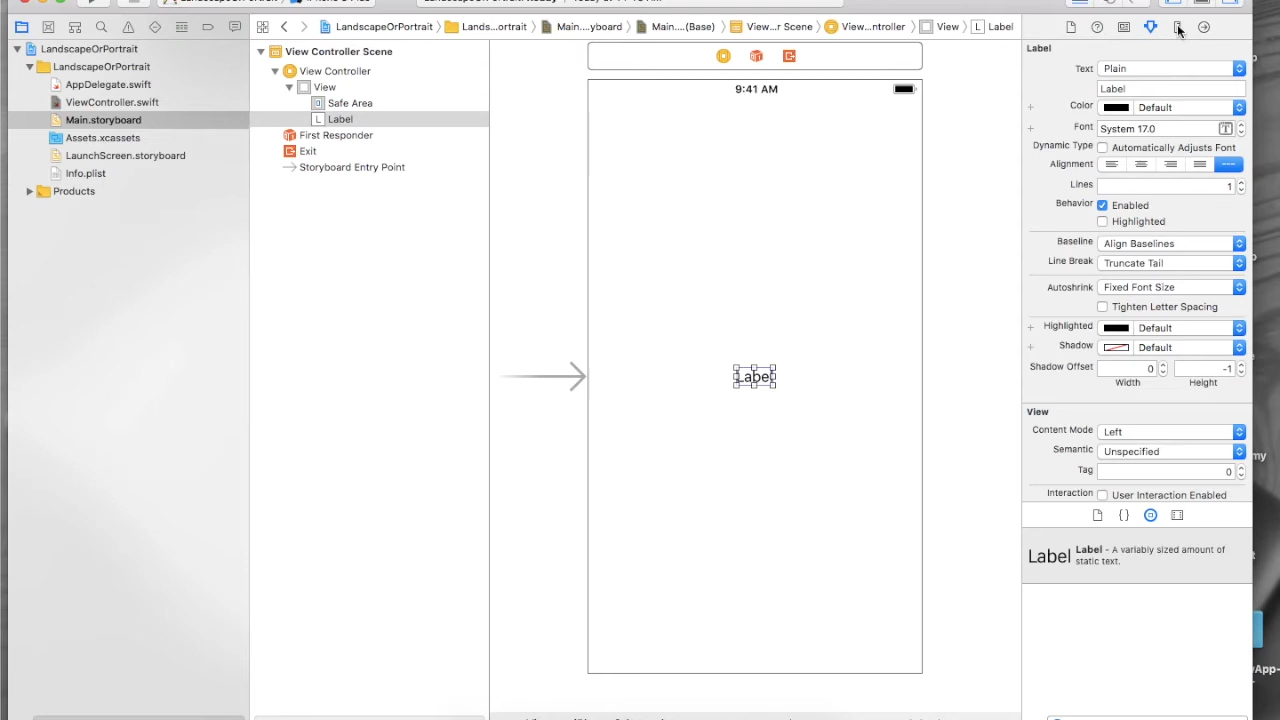 LandscapeOrPortrait
Lands...ortrait
Main....yboard
Main....(Base)
View...r Scene
View...ntroller
View
Label
LandscapeOrPortrait
LandscapeOrPortrait
AppDelegate.swift
ViewController.swift
Main.storyboard
Assets.xcassets
LaunchScreen.storyboard
Info.plist
Products
View Controller Scene
View Controller
View
Safe Area
L Label
First Responder
Exit
Storyboard Entry Point
9:41 AM
Label
Label
Text Plain
Label
Color Default
Font System 17.0 T
Dynamic Type Automatically Adjusts Font
Alignment
Lines 1
Behavior Enabled
Highlighted
Baseline Align Baselines
Line Break Truncate Tail
Autoshrink Fixed Font Size
Tighten Letter Spacing
Highlighted Default
Shadow Default
Shadow Offset 0 -1
Width Height
View
Content Mode Left
Semantic Unspecified
Tag 0
Interaction User Interaction Enabled
Label Label - A variably sized amount of
static text.